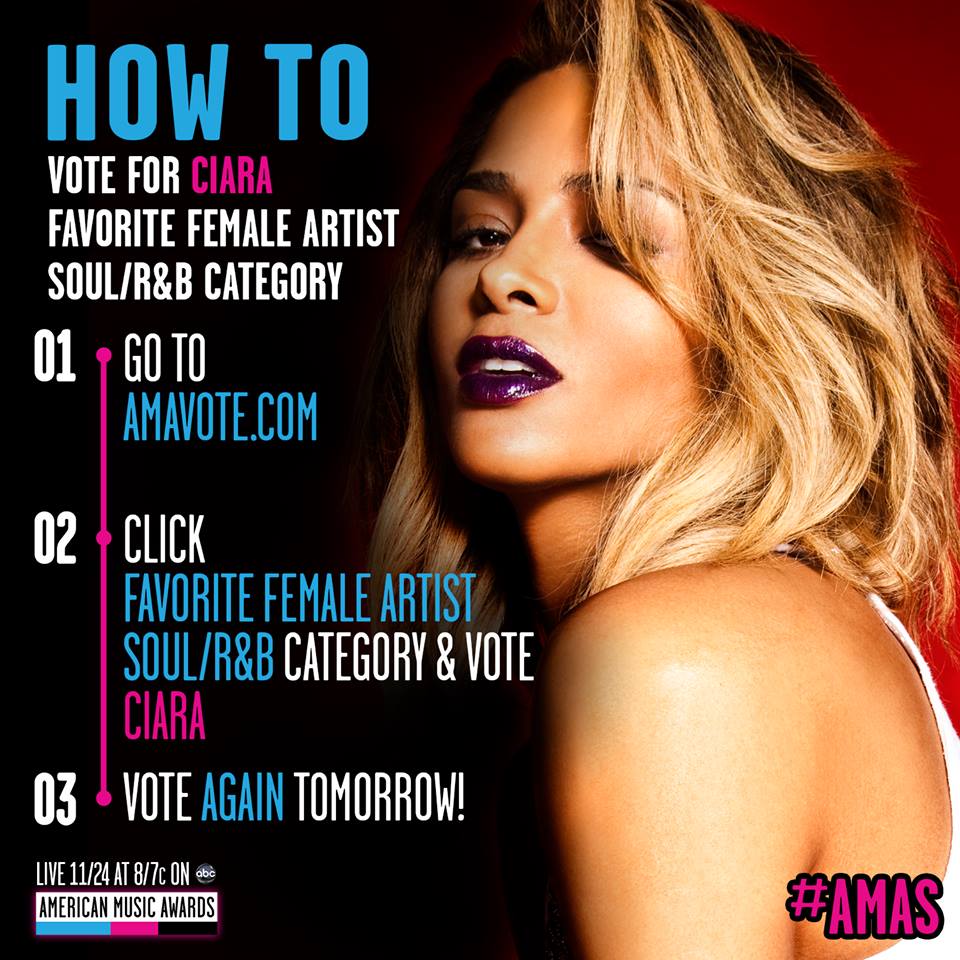 HOW TO
VOTE FOR CIARA
FAVORITE FEMALE ARTIST
SOUL/R&B CATEGORY
01
GO TO
AMAVOTE.COM
02
CLICK
FAVORITE FEMALE ARTIST
SOUL/R&B CATEGORY & VOTE
CIARA
03
VOTE AGAIN TOMORROW!
LIVE 11/24 AT 8/7c ON abc
AMERICAN MUSIC AWARDS
#AMAS